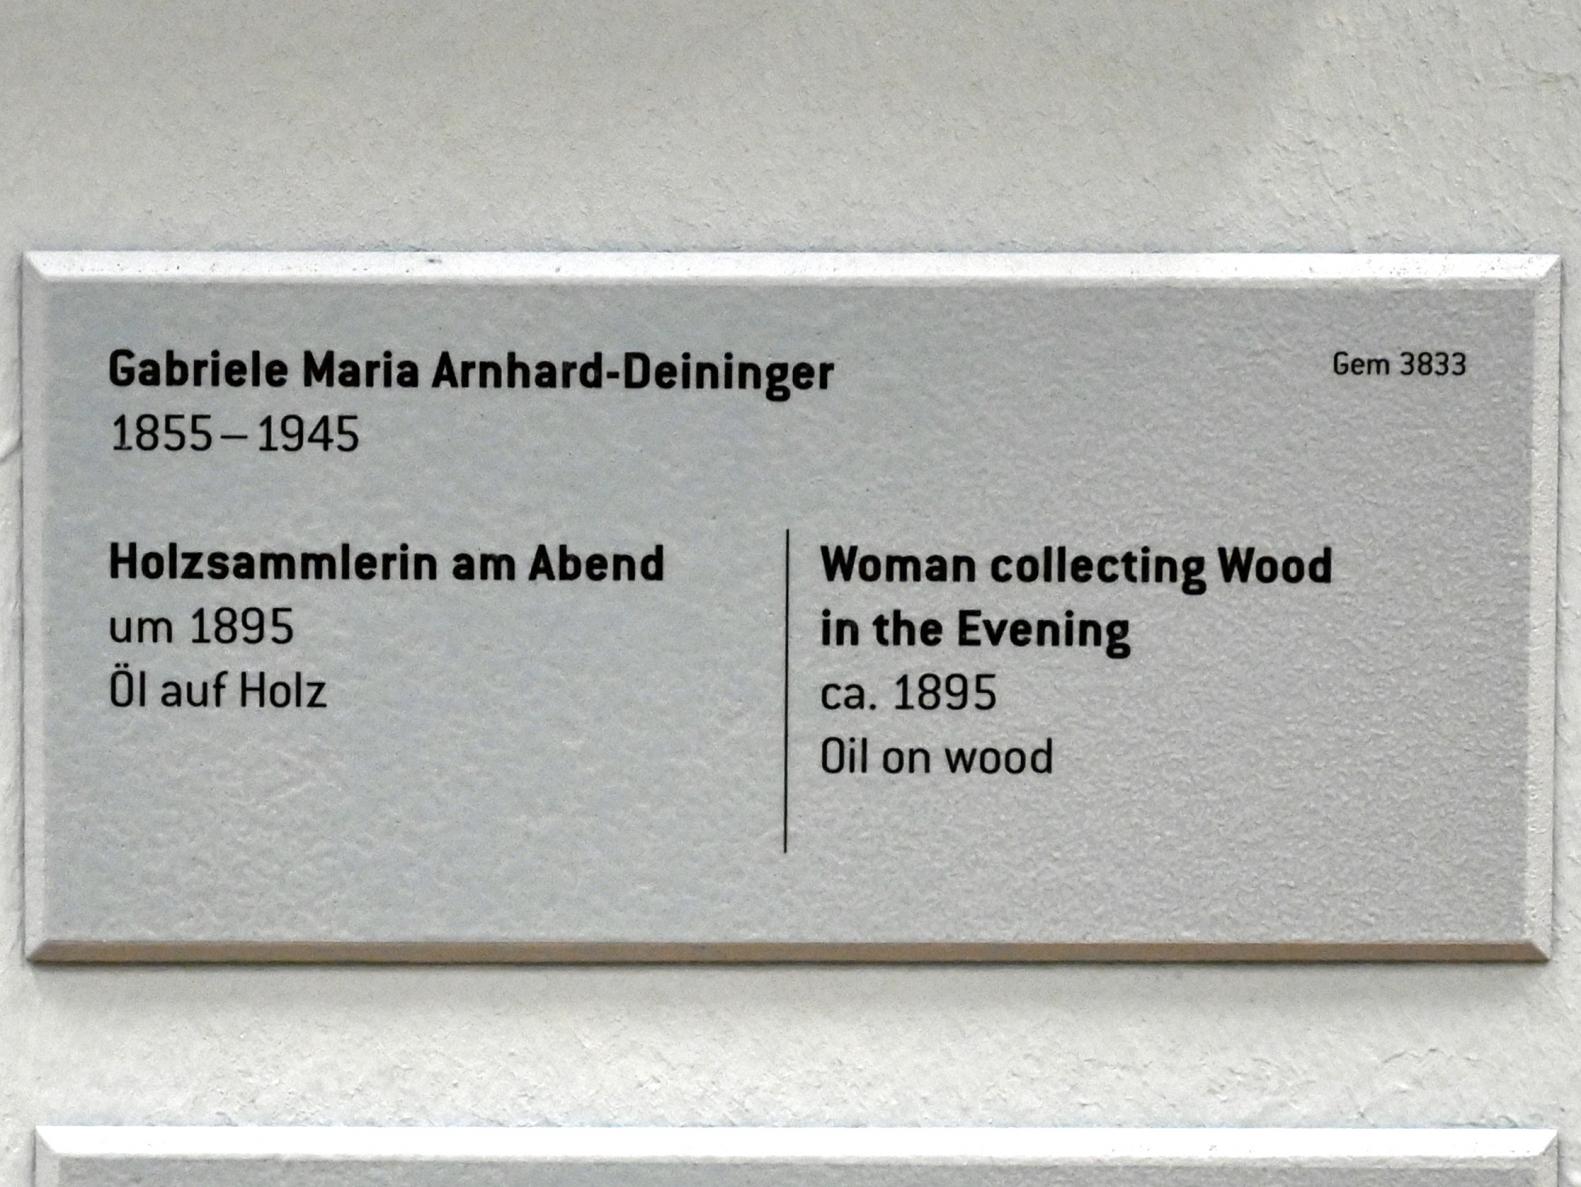 Gabriele Maria Arnhard-Deininger
Gem 3833
1855 – 1945
Holzsammlerin am Abend
um 1895
Öl auf Holz
Woman collecting Wood
in the Evening
ca. 1895
Oil on wood